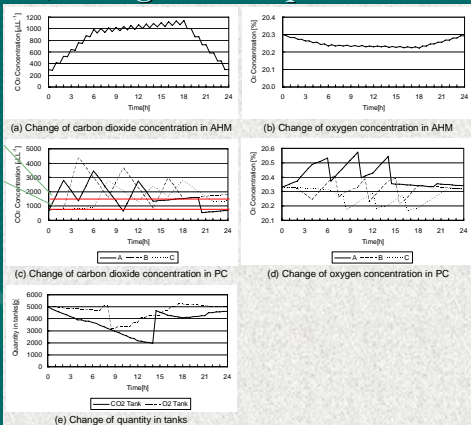 CO2 Concentration [μLL⁻¹]
1200
1000
800
600
400
200
0
0 3 6 9 12 15 18 21 24
Time[h]
(a) Change of carbon dioxide concentration in AHM
O2 Concentration [%]
20.4
20.3
20.2
20.1
20.0
0 3 6 9 12 15 18 21 24
Time[h]
(b) Change of oxygen concentration in AHM
CO2 Concentration [μLL⁻¹]
5000
4000
3000
2000
1000
0
0 3 6 9 12 15 18 21 24
Time[h]
A B C
(c) Change of carbon dioxide concentration in PC
O2 Concentration [%]
20.6
20.5
20.4
20.3
20.2
20.1
0 3 6 9 12 15 18 21 24
Time[h]
A B C
(d) Change of oxygen concentration in PC
Quantity in tanks[g]
6000
5000
4000
3000
2000
1000
0
0 3 6 9 12 15 18 21 24
Time[h]
CO2 Tank O2 Tank
(e) Change of quantity in tanks